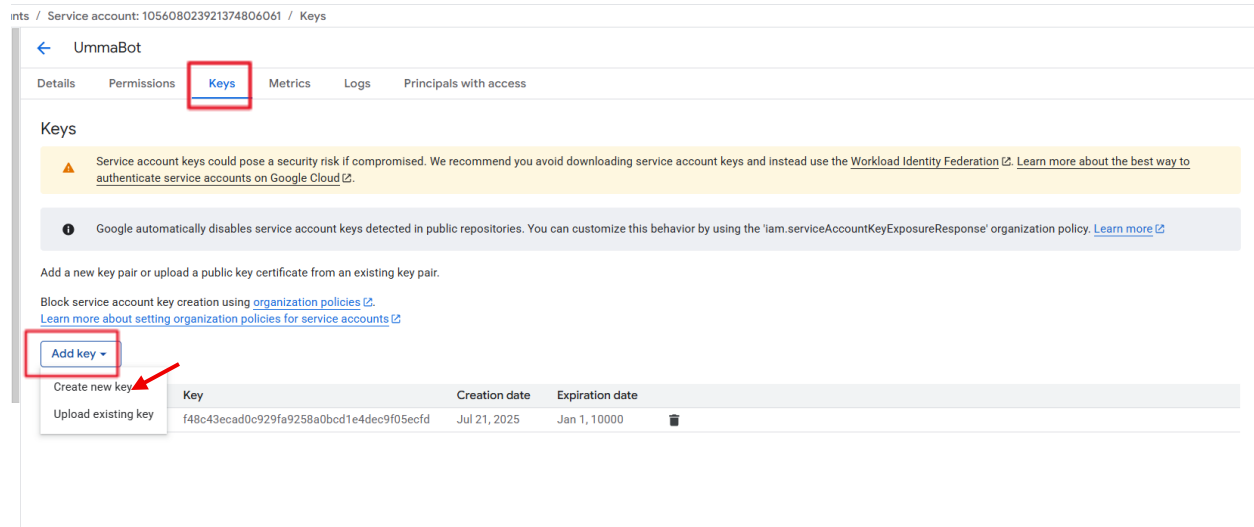 nts / Service account: 105608023921374806061 / Keys
UmmaBot
Details Permissions Keys Metrics Logs Principals with access
Keys
Service account keys could pose a security risk if compromised. We recommend you avoid downloading service account keys and instead use the Workload Identity Federation. Learn more about the best way to
authenticate service accounts on Google Cloud.
Google automatically disables service account keys detected in public repositories. You can customize this behavior by using the 'iam.serviceAccountKeyExposureResponse' organization policy. Learn more
Add a new key pair or upload a public key certificate from an existing key pair.
Block service account key creation using organization policies.
Learn more about setting organization policies for service accounts
Add key
Create new key
Key Creation date Expiration date
Upload existing key
f48c43ecad0c929fa9258a0bcd1e4dec9f05ecfd Jul 21, 2025 Jan 1, 10000